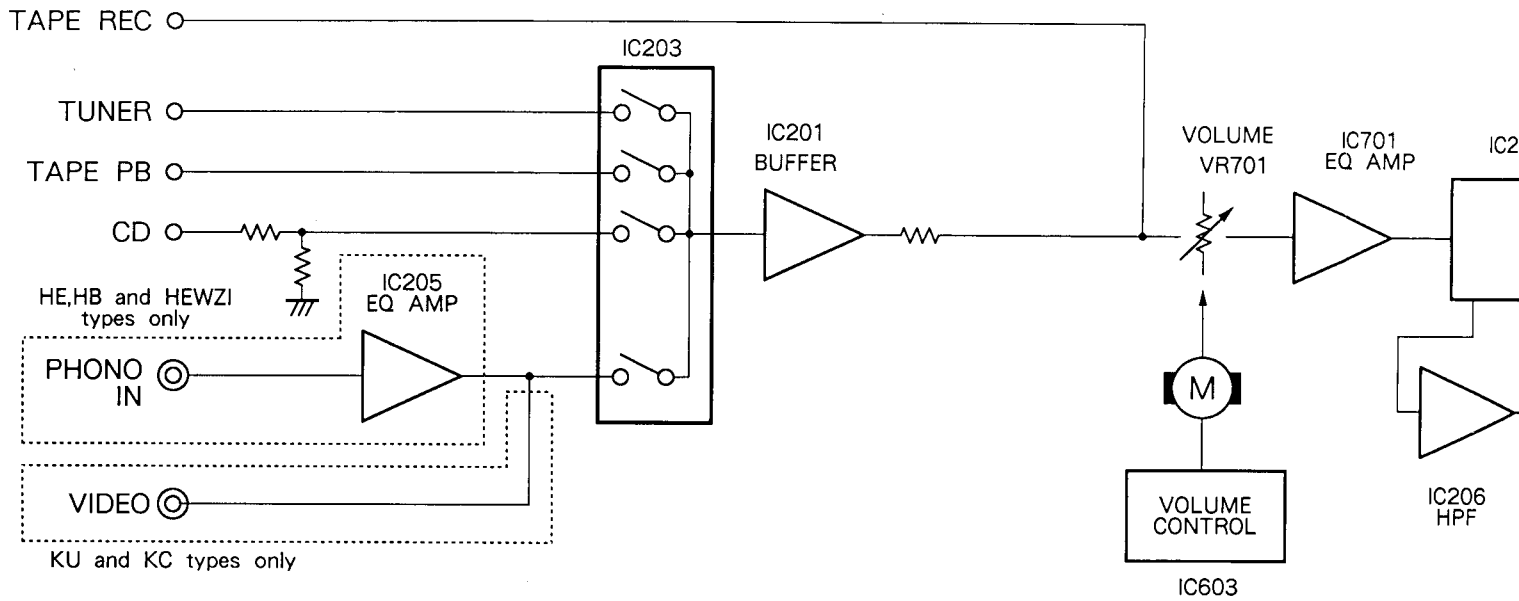 TAPE REC
IC203
TUNER
IC201
BUFFER
VOLUME
VR701
IC701
EQ AMP
IC2
TAPE PB
CD
HE,HB and HEWZI
types only
IC205
EQ AMP
PHONO
IN
M
VIDEO
VOLUME
CONTROL
IC206
HPF
KU and KC types only
IC603